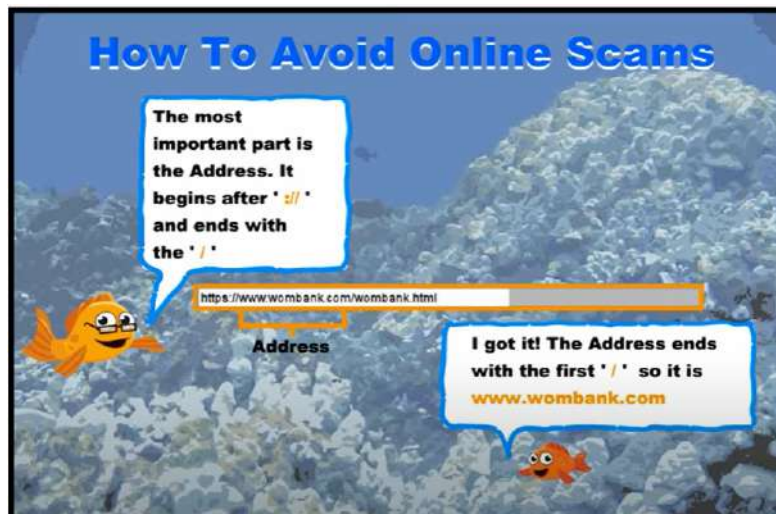 How To Avoid Online Scams
The most
important part is
the Address. It
begins after ' :// '
and ends with
the ' / '
https://www.wombank.com/wombank.html
Address
I got it! The Address ends
with the first ' / ' so it is
www.wombank.com